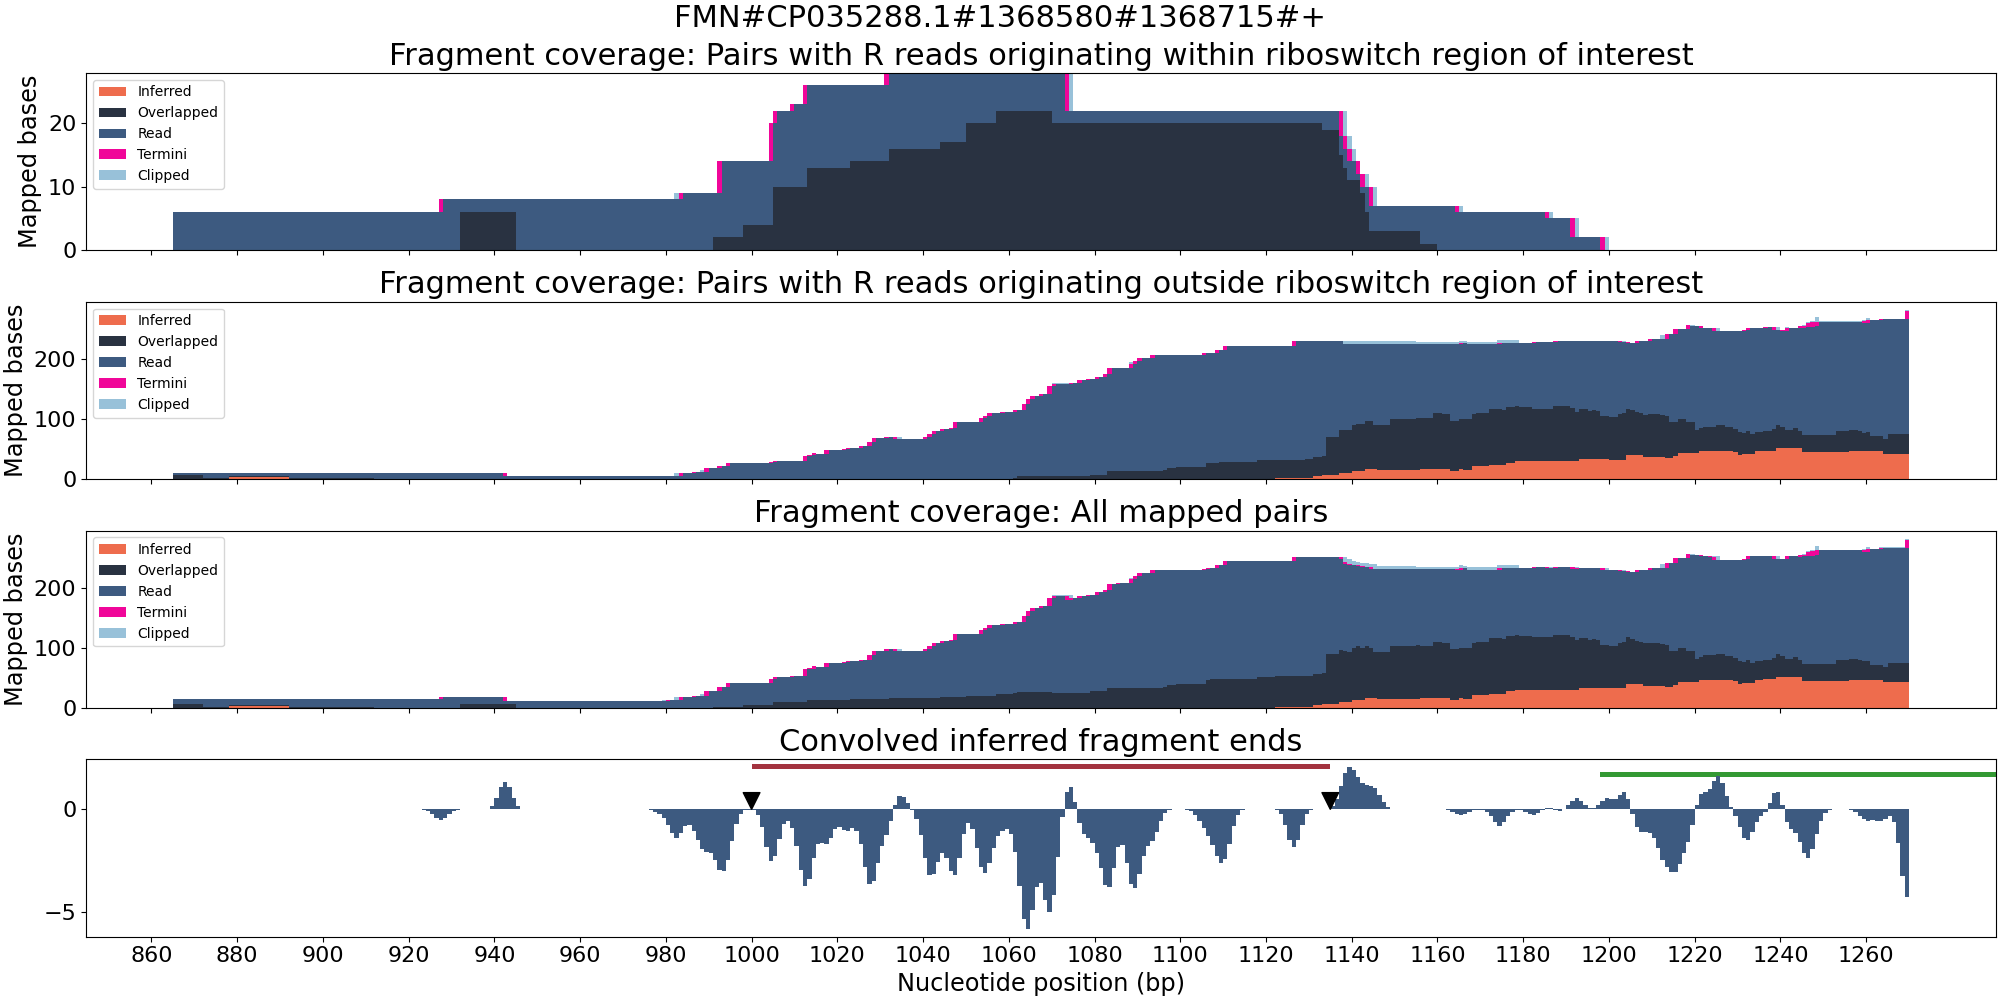 FMN#CP035288.1#1368580#1368715#+
Fragment coverage: Pairs with R reads originating within riboswitch region of interest
Mapped bases
20
10
0
Inferred
Overlapped
Read
Termini
Clipped
Fragment coverage: Pairs with R reads originating outside riboswitch region of interest
Mapped bases
200
100
0
Inferred
Overlapped
Read
Termini
Clipped
Fragment coverage: All mapped pairs
Mapped bases
200
100
0
Inferred
Overlapped
Read
Termini
Clipped
Convolved inferred fragment ends
0
−5
860 880 900 920 940 960 980 1000 1020 1040 1060 1080 1100 1120 1140 1160 1180 1200 1220 1240 1260
Nucleotide position (bp)